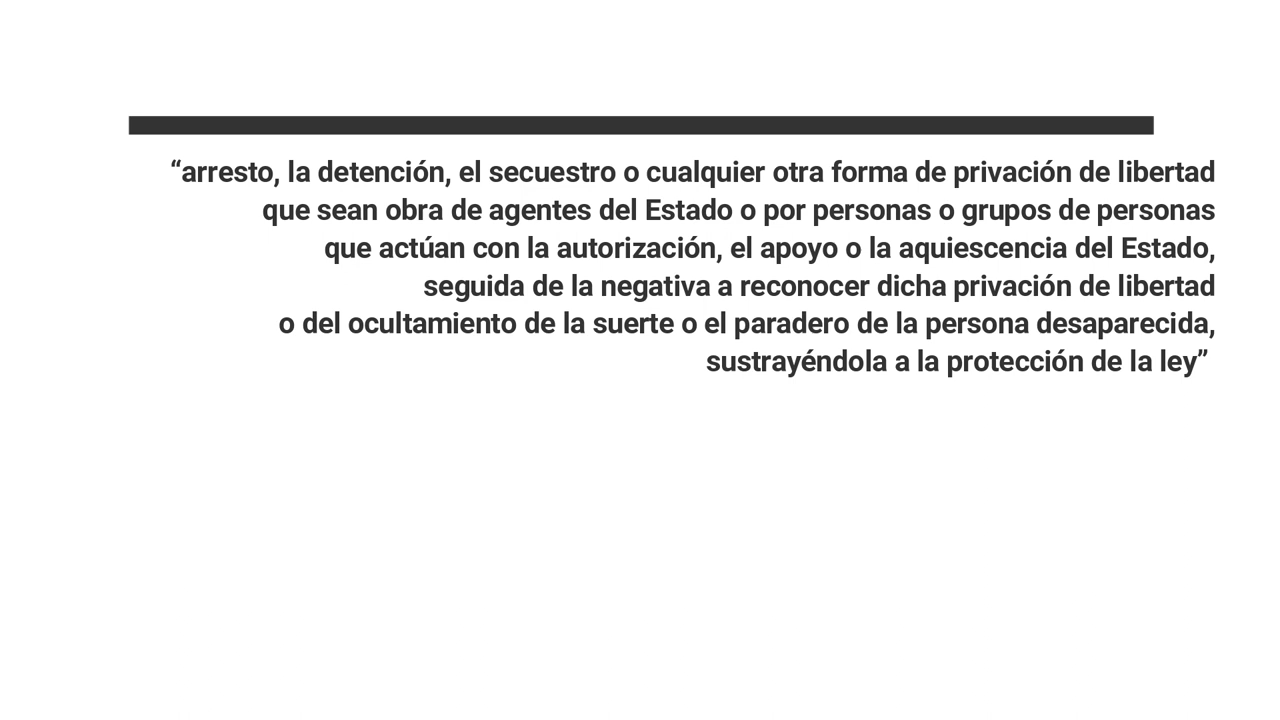 “arresto, la detención, el secuestro o cualquier otra forma de privación de libertad
que sean obra de agentes del Estado o por personas o grupos de personas
que actúan con la autorización, el apoyo o la aquiescencia del Estado,
seguida de la negativa a reconocer dicha privación de libertad
o del ocultamiento de la suerte o el paradero de la persona desaparecida,
sustrayéndola a la protección de la ley”